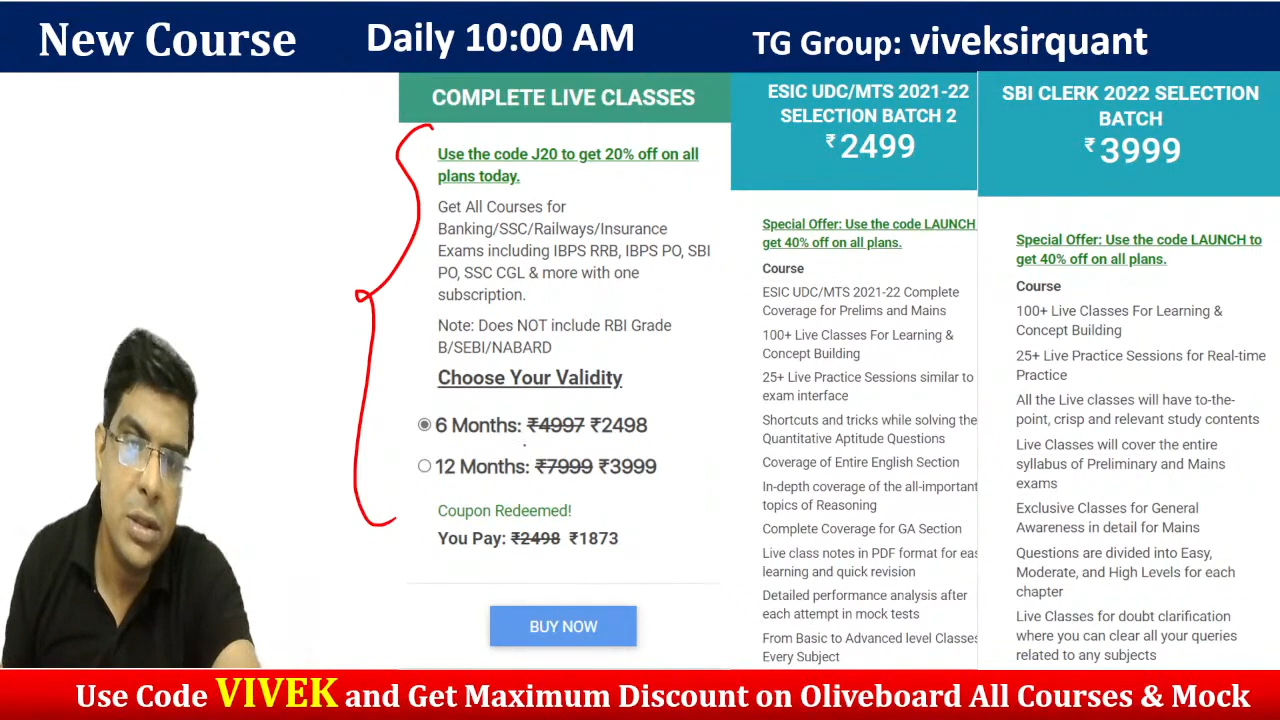 New Course
Daily 10:00 AM
TG Group: viveksirquant
COMPLETE LIVE CLASSES
Use the code J20 to get 20% off on all
plans today.
Get All Courses for
Banking/SSC/Railways/Insurance
Exams including IBPS RRB, IBPS PO, SBI
PO, SSC CGL & more with one
subscription.
Note: Does NOT include RBI Grade
B/SEBI/NABARD
Choose Your Validity
6 Months: ₹4997 ₹2498
12 Months: ₹7999 ₹3999
Coupon Redeemed!
You Pay: ₹2498 ₹1873
BUY NOW
ESIC UDC/MTS 2021-22
SELECTION BATCH 2
₹2499
Special Offer: Use the code LAUNCH
get 40% off on all plans.
Course
ESIC UDC/MTS 2021-22 Complete
Coverage for Prelims and Mains
100+ Live Classes For Learning &
Concept Building
25+ Live Practice Sessions similar to
exam interface
Shortcuts and tricks while solving the
Quantitative Aptitude Questions
Coverage of Entire English Section
In-depth coverage of the all-important
topics of Reasoning
Complete Coverage for GA Section
Live class notes in PDF format for eas
learning and quick revision
Detailed performance analysis after
each attempt in mock tests
From Basic to Advanced level Classes
Every Subject
SBI CLERK 2022 SELECTION
BATCH
₹3999
Special Offer: Use the code LAUNCH to
get 40% off on all plans.
Course
100+ Live Classes For Learning &
Concept Building
25+ Live Practice Sessions for Real-time
Practice
All the Live classes will have to-the-
point, crisp and relevant study contents
Live Classes will cover the entire
syllabus of Preliminary and Mains
exams
Exclusive Classes for General
Awareness in detail for Mains
Questions are divided into Easy,
Moderate, and High Levels for each
chapter
Live Classes for doubt clarification
where you can clear all your queries
related to any subjects
Use Code VIVEK and Get Maximum Discount on Oliveboard All Courses & Mock